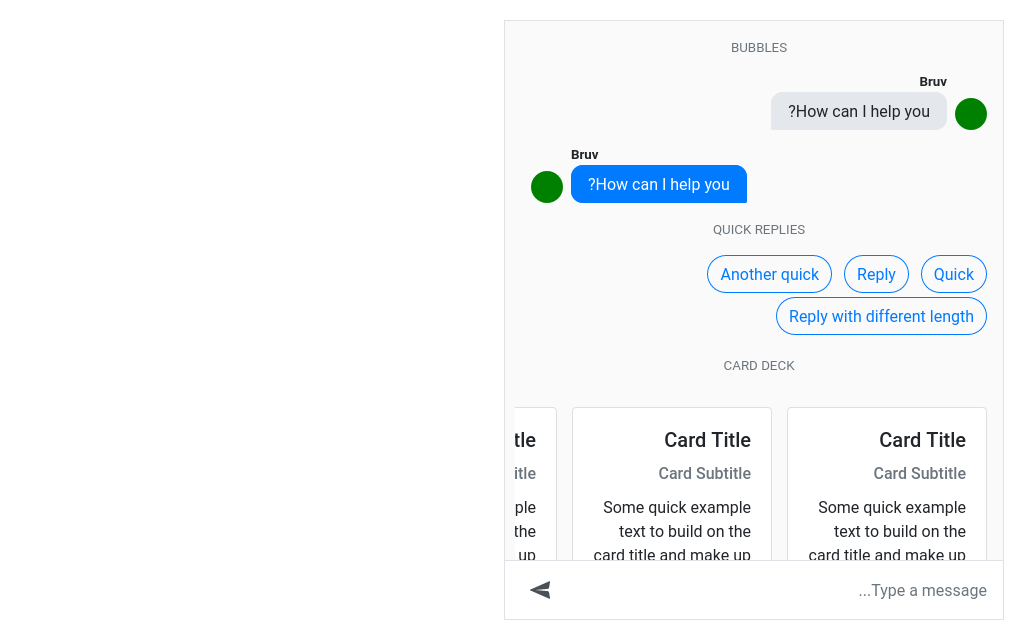 BUBBLES
Bruv
?How can I help you
Bruv
?How can I help you
QUICK REPLIES
Another quick Reply Quick
Reply with different length
CARD DECK
tle Card Title Card Title
itle Card Subtitle Card Subtitle
ple Some quick example Some quick example
the text to build on the text to build on the
up card title and make up card title and make up
...Type a message